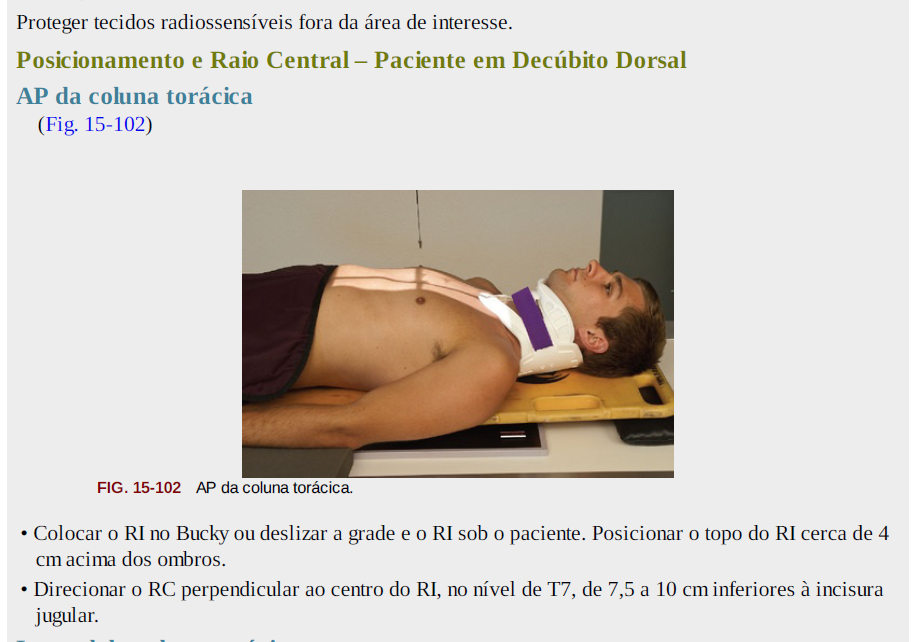 Proteger tecidos radiossensíveis fora da área de interesse.
Posicionamento e Raio Central – Paciente em Decúbito Dorsal
AP da coluna torácica
(Fig. 15-102)
FIG. 15-102 AP da coluna torácica.
• Colocar o RI no Bucky ou deslizar a grade e o RI sob o paciente. Posicionar o topo do RI cerca de 4
cm acima dos ombros.
• Direcionar o RC perpendicular ao centro do RI, no nível de T7, de 7,5 a 10 cm inferiores à incisura
jugular.